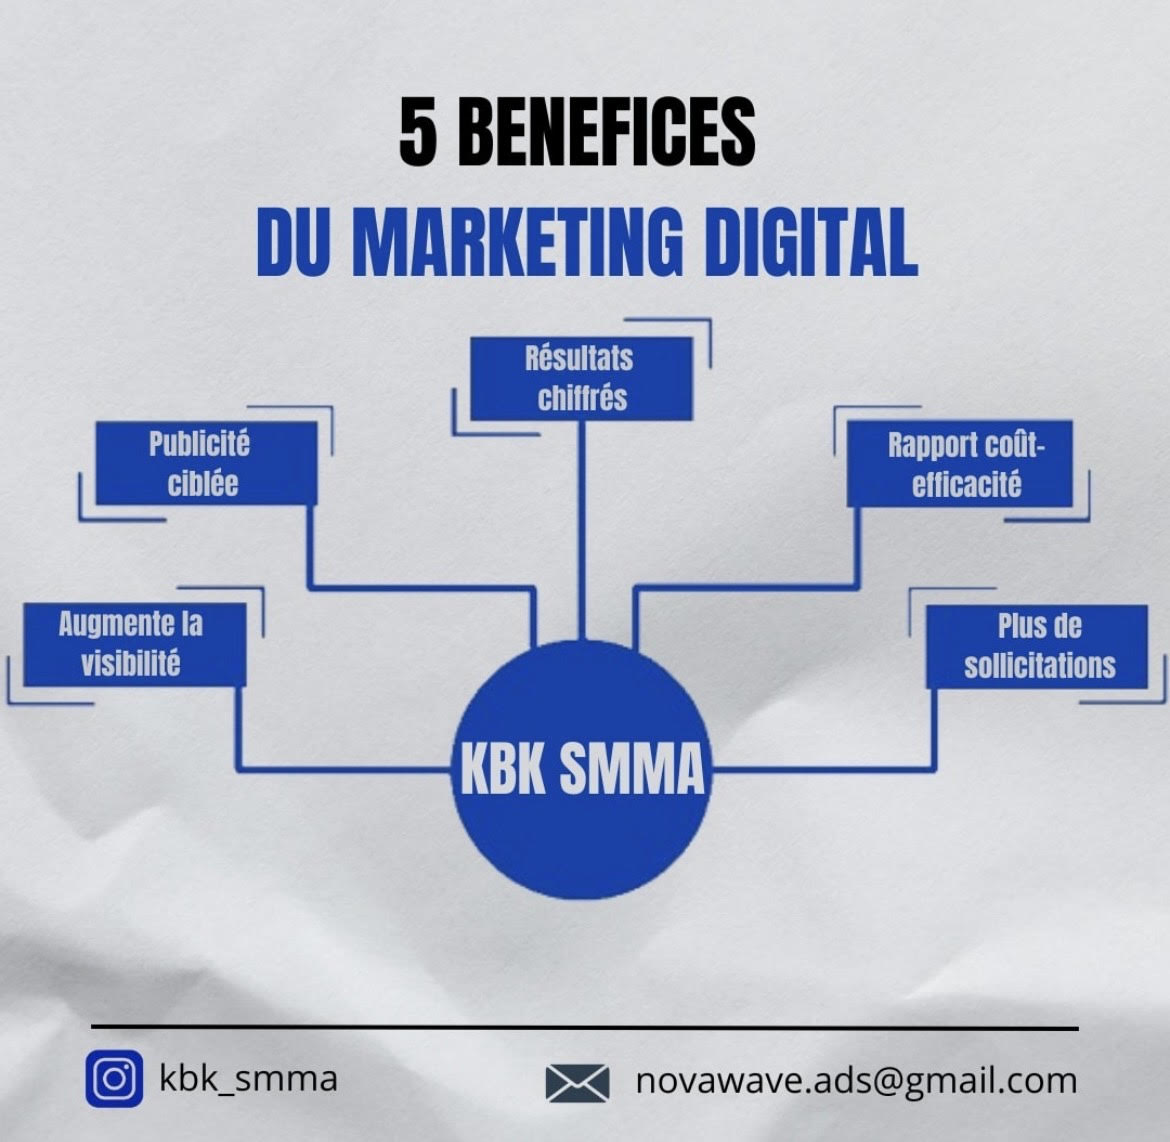 5 BENEFICES
DU MARKETING DIGITAL
Résultats
chiffrés
Publicité
ciblée
Rapport coût-
efficacité
Augmente la
visibilité
Plus de
sollicitations
KBK SMMA
kbk_smma
novawave.ads@gmail.com